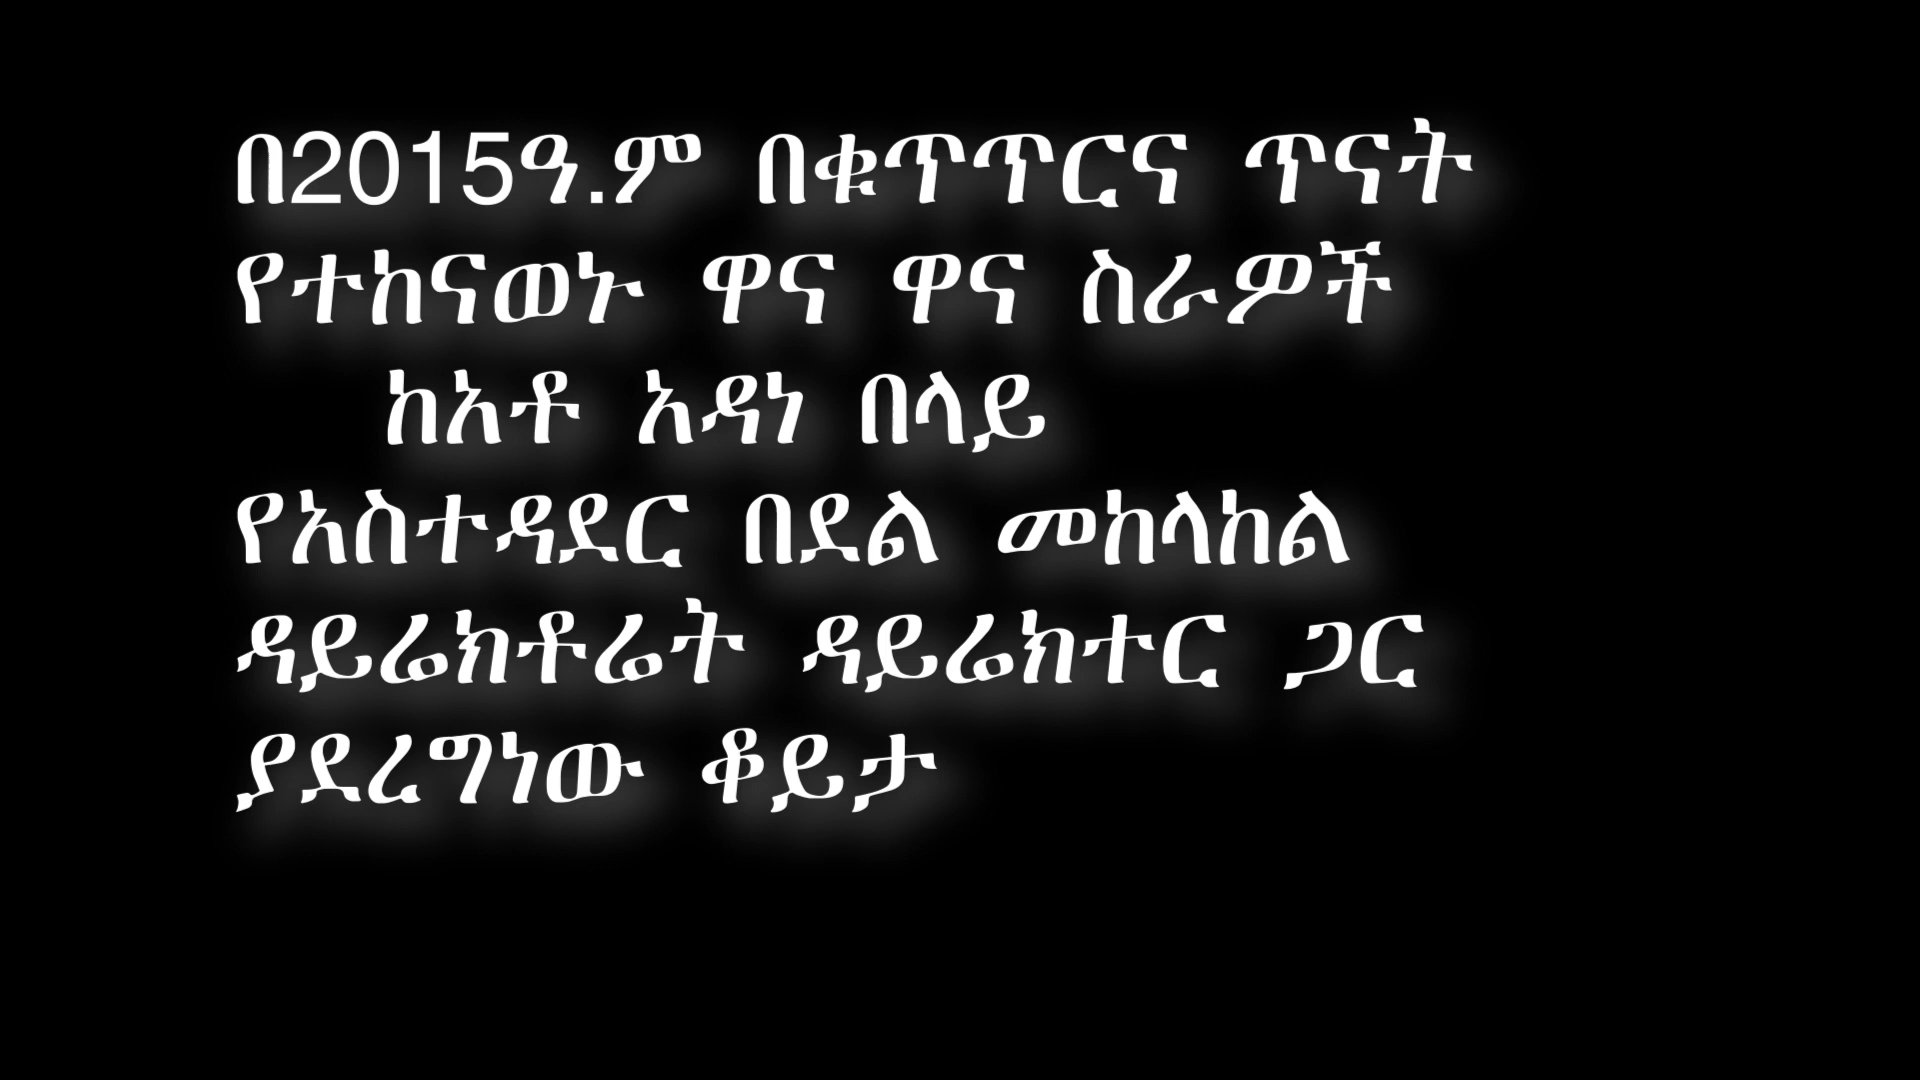 በ2015ዓ.ም በቁጥጥርና ጥናት
የተከናወኑ ዋና ዋና ስራዎች
ከአቶ አዳነ በላይ
የአስተዳደር በደል መከላከል
ዳይሬክቶሬት ዳይሬክተር ጋር
ያደረግነው ቆይታ